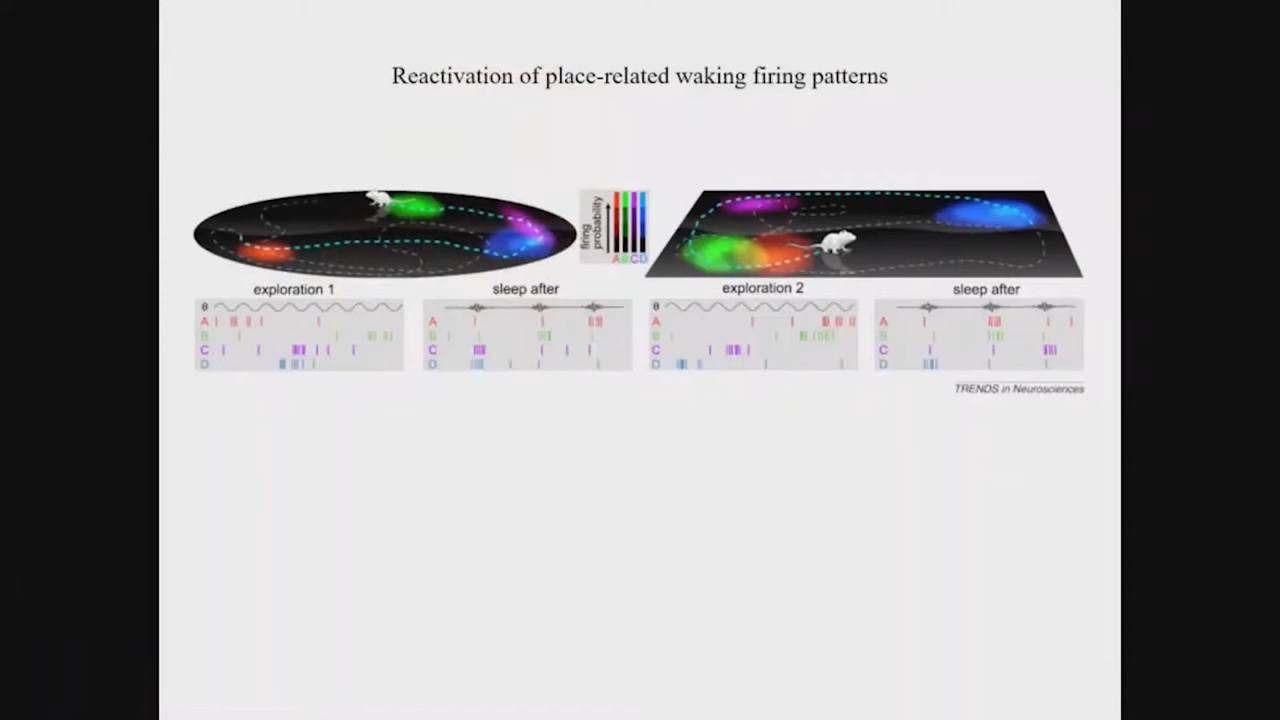 Reactivation of place-related waking firing patterns
firing
probability
A B C D
exploration 1
sleep after
exploration 2
sleep after
θ
A
B
C
D
A
B
C
D
θ
A
B
C
D
A
B
C
D
TRENDS in Neurosciences